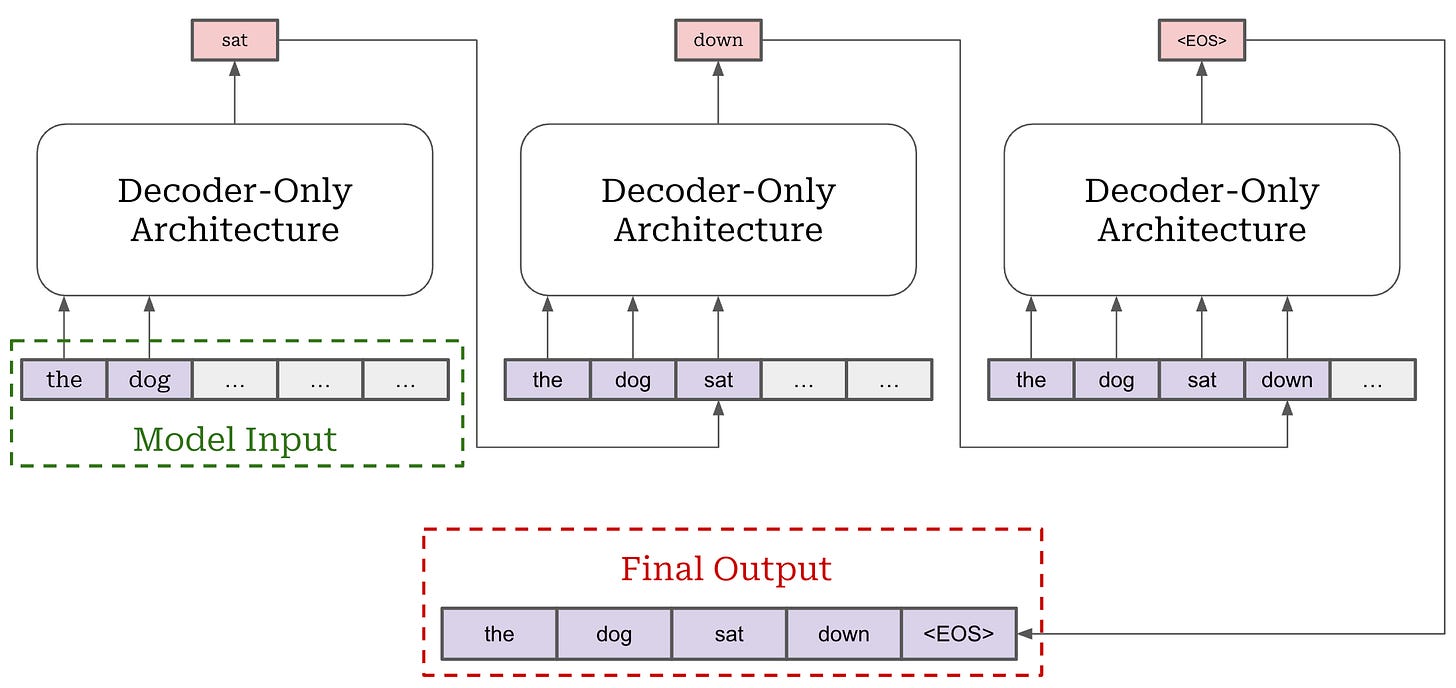 sat
down
<EOS>
Decoder-Only
Architecture
Decoder-Only
Architecture
Decoder-Only
Architecture
the dog ... ... ...
the dog sat ... ...
the dog sat down ...
Model Input
Final Output
the dog sat down <EOS>